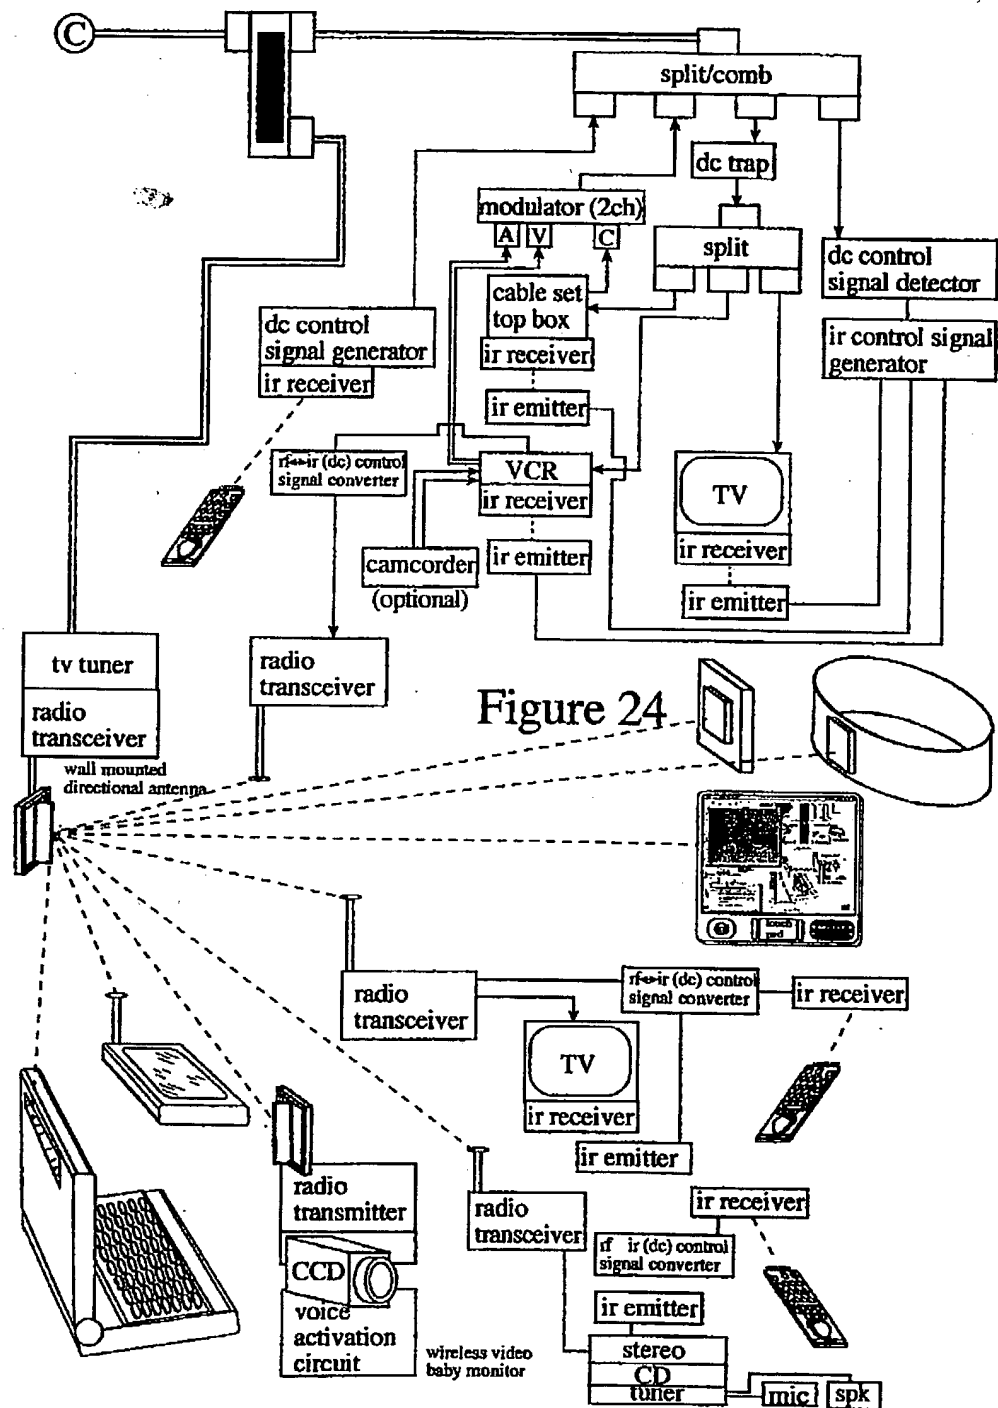 C
split/comb
dc trap
modulator (2ch)
A V C
split
dc control
signal detector
cable set
top box
ir receiver
ir emitter
dc control
signal generator
ir receiver
ir control signal
generator
rf↔ir (dc) control
signal converter
VCR
ir receiver
ir emitter
camcorder
(optional)
TV
ir receiver
ir emitter
tv tuner
radio
transceiver
radio
transceiver
Figure 24
wall mounted
directional antenna
touch
pad
radio
transceiver
rf↔ir (dc) control
signal converter
ir receiver
TV
ir receiver
ir emitter
radio
transmitter
CCD
voice
activation
circuit
wireless video
baby monitor
radio
transceiver
ir receiver
rf ir (dc) control
signal converter
ir emitter
stereo
CD
tuner
mic
spk